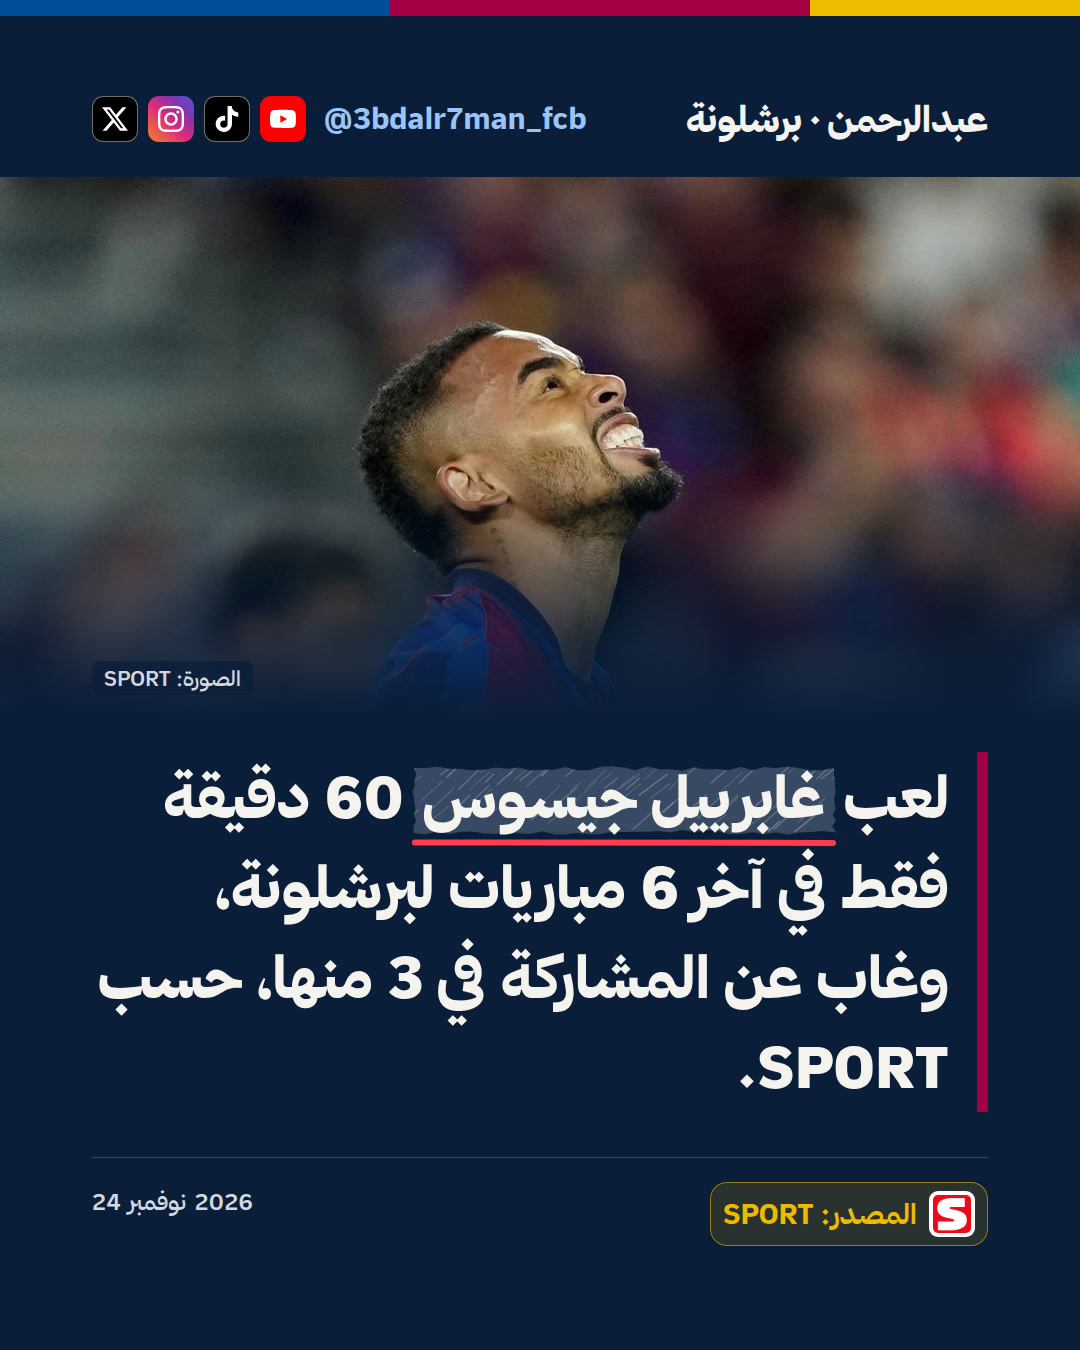 عبدالرحمن · برشلونة
@3bdalr7man_fcb
الصورة: SPORT
لعب غابرييل جيسوس 60 دقيقة
فقط في آخر 6 مباريات لبرشلونة،
وغاب عن المشاركة في 3 منها، حسب
SPORT.
المصدر: SPORT
24 نوفمبر 2026